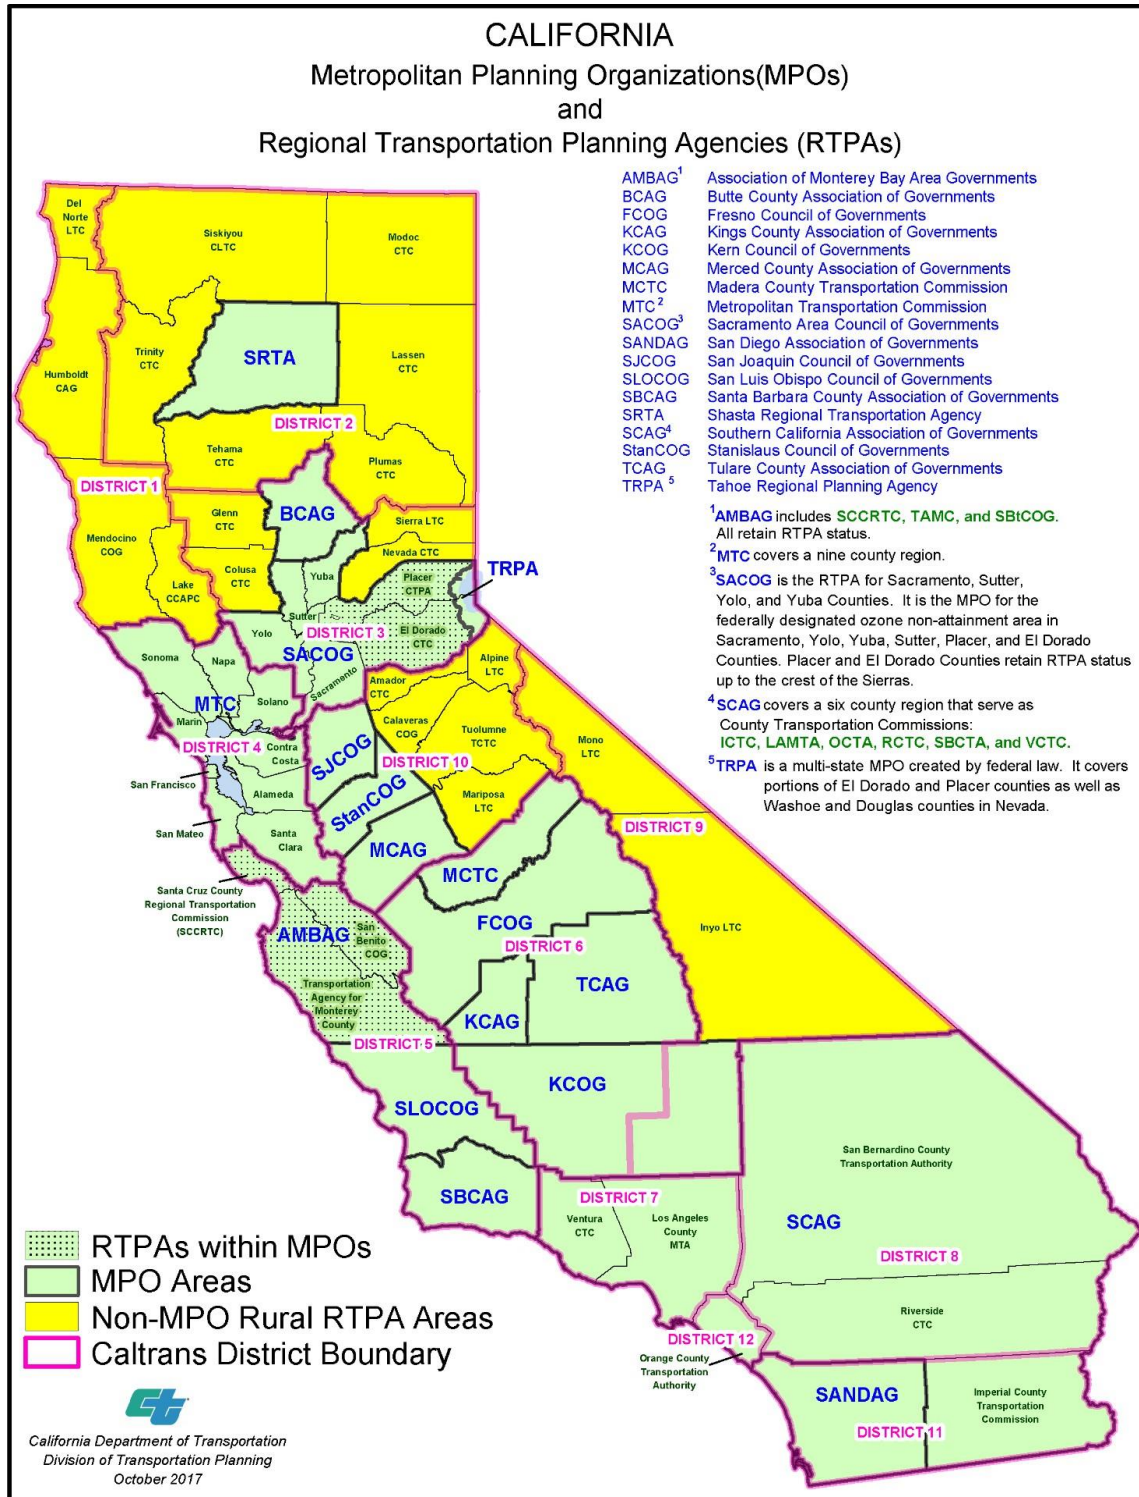 CALIFORNIA
Metropolitan Planning Organizations(MPOs)
and
Regional Transportation Planning Agencies (RTPAs)
AMBAG1 Association of Monterey Bay Area Governments
BCAG Butte County Association of Governments
FCOG Fresno Council of Governments
KCAG Kings County Association of Governments
KCOG Kern Council of Governments
MCAG Merced County Association of Governments
MCTC Madera County Transportation Commission
MTC 2 Metropolitan Transportation Commission
SACOG3 Sacramento Area Council of Governments
SANDAG San Diego Association of Governments
SJCOG San Joaquin Council of Governments
SLOCOG San Luis Obispo Council of Governments
SBCAG Santa Barbara County Association of Governments
SRTA Shasta Regional Transportation Agency
SCAG4 Southern California Association of Governments
StanCOG Stanislaus Council of Governments
TCAG Tulare County Association of Governments
TRPA 5 Tahoe Regional Planning Agency
1AMBAG includes SCCRTC, TAMC, and SBtCOG.
All retain RTPA status.
2MTC covers a nine county region.
3SACOG is the RTPA for Sacramento, Sutter,
Yolo, and Yuba Counties. It is the MPO for the
federally designated ozone non-attainment area in
Sacramento, Yolo, Yuba, Sutter, Placer, and El Dorado
Counties. Placer and El Dorado Counties retain RTPA status
up to the crest of the Sierras.
4 SCAG covers a six county region that serve as
County Transportation Commissions:
ICTC, LAMTA, OCTA, RCTC, SBCTA, and VCTC.
5TRPA is a multi-state MPO created by federal law. It covers
portions of El Dorado and Placer counties as well as
Washoe and Douglas counties in Nevada.
Del
Norte
LTC
Siskiyou
CLTC
Modoc
CTC
Humboldt
CAG
Trinity
CTC
SRTA
Lassen
CTC
DISTRICT 2
Tehama
CTC
Plumas
CTC
DISTRICT 1
BCAG
Glenn
CTC
Sierra LTC
Mendocino
COG
Nevada CTC
Colusa
CTC
Lake
CCAPC
Yuba
Placer
CTPA
TRPA
Sutter
DISTRICT 3
El Dorado
CTC
Yolo
SACOG
Sacramento
Sonoma
Napa
Solano
MTC
Marin
Alpine
LTC
Amador
CTC
Calaveras
COG
Tuolumne
TCTC
Mono
LTC
DISTRICT 4
Contra
Costa
SJCOG
DISTRICT 10
San Francisco
Alameda
StanCOG
Mariposa
LTC
San Mateo
Santa
Clara
MCAG
DISTRICT 9
MCTC
Santa Cruz County
Regional Transportation
Commission
(SCCRTC)
AMBAG
San
Benito
COG
FCOG
DISTRICT 6
Inyo LTC
Transportation
Agency for
Monterey
County
TCAG
KCAG
DISTRICT 5
KCOG
SLOCOG
San Bernardino County
Transportation Authority
SBCAG
DISTRICT 7
Ventura
CTC
Los Angeles
County
MTA
SCAG
DISTRICT 8
Riverside
CTC
DISTRICT 12
Orange County
Transportation
Authority
SANDAG
Imperial County
Transportation
Commission
DISTRICT 11
RTPAs within MPOs
MPO Areas
Non-MPO Rural RTPA Areas
Caltrans District Boundary
ct
California Department of Transportation
Division of Transportation Planning
October 2017